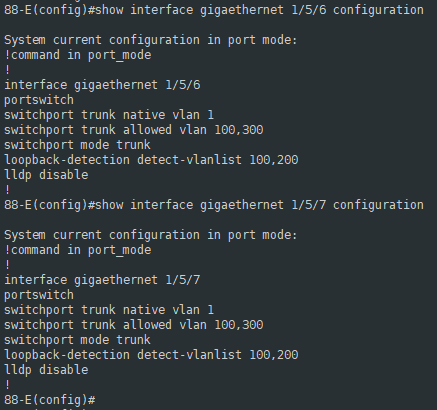 88-E(config)#show interface gigaethernet 1/5/6 configuration
System current configuration in port mode:
!command in port_mode
!
interface gigaethernet 1/5/6
portswitch
switchport trunk native vlan 1
switchport trunk allowed vlan 100,300
switchport mode trunk
loopback-detection detect-vlanlist 100,200
lldp disable
!
88-E(config)#show interface gigaethernet 1/5/7 configuration
System current configuration in port mode:
!command in port_mode
!
interface gigaethernet 1/5/7
portswitch
switchport trunk native vlan 1
switchport trunk allowed vlan 100,300
switchport mode trunk
loopback-detection detect-vlanlist 100,200
lldp disable
!
88-E(config)#